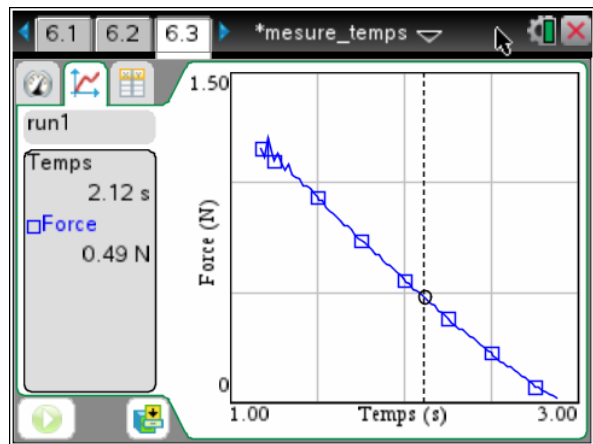 6.1 6.2 6.3 *mesure_temps
run1
Temps
2.12 s
Force
0.49 N
1.50
Force (N)
0
1.00 Temps (s) 3.00